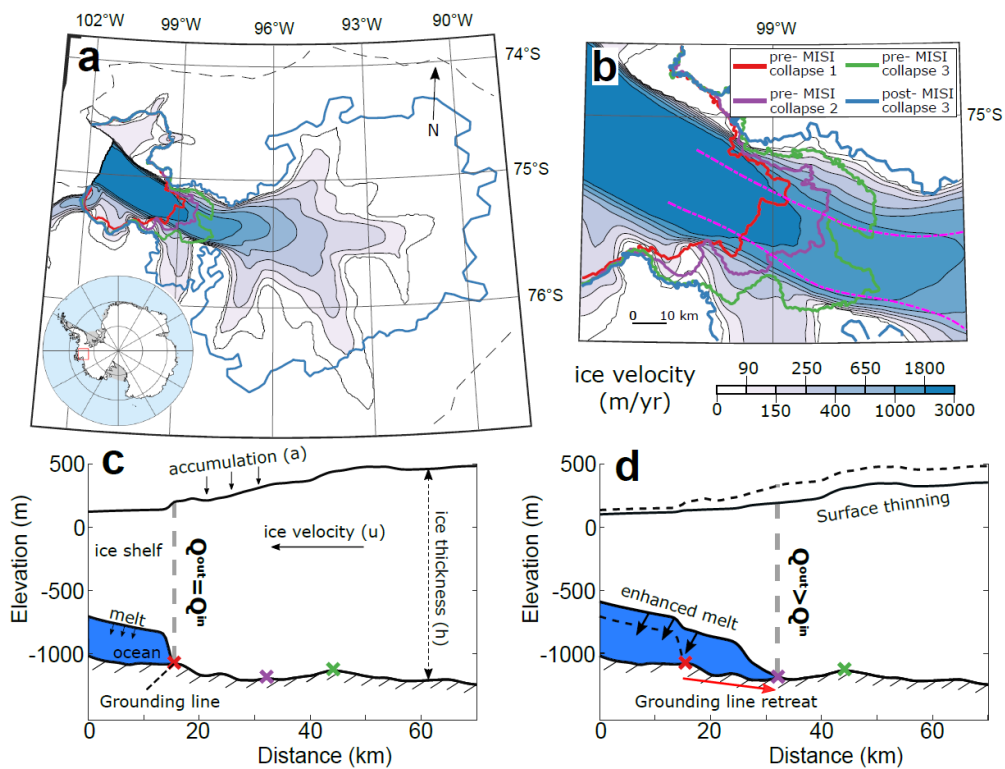 102°W 99°W 96°W 93°W 90°W
a
74°S
N
75°S
76°S
b
99°W
pre- MISI
collapse 1
pre- MISI
collapse 3
pre- MISI
collapse 2
post- MISI
collapse 3
75°S
76°S
0 10 km
ice velocity
(m/yr)
90 250 650 1800
0 150 400 1000 3000
c
500
0
-500
-1000
Elevation (m)
accumulation (a)
ice velocity (u)
ice thickness (h)
ice shelf
Qout=Qin
melt
ocean
Grounding line
0 20 40 60
Distance (km)
d
500
0
-500
-1000
Elevation (m)
Surface thinning
Qout>Qin
enhanced melt
Grounding line retreat
0 20 40 60
Distance (km)